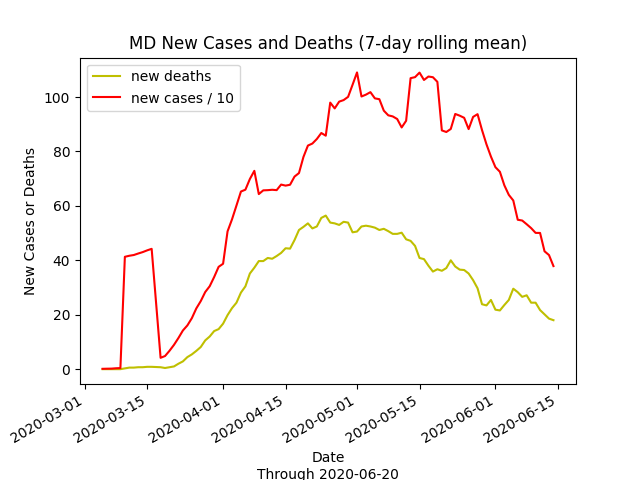 MD New Cases and Deaths (7-day rolling mean)
new deaths
new cases / 10
New Cases or Deaths
100
80
60
40
20
0
2020-03-01
2020-03-15
2020-04-01
2020-04-15
2020-05-01
2020-05-15
2020-06-01
2020-06-15
Date
Through 2020-06-20